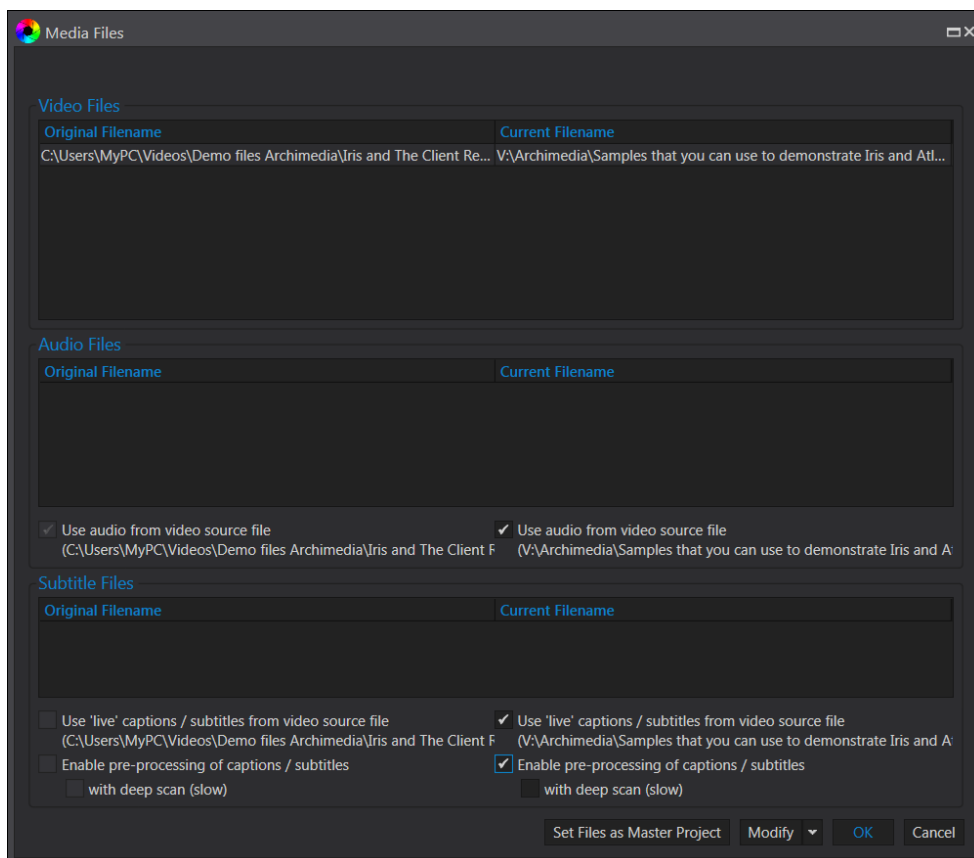 Media Files
Video Files
Original Filename Current Filename
C:\Users\MyPC\Videos\Demo files Archimedia\Iris and The Client Re... V:\Archimedia\Samples that you can use to demonstrate Iris and Atl...
Audio Files
Original Filename Current Filename
Use audio from video source file Use audio from video source file
(C:\Users\MyPC\Videos\Demo files Archimedia\Iris and The Client R (V:\Archimedia\Samples that you can use to demonstrate Iris and A
Subtitle Files
Original Filename Current Filename
Use 'live' captions / subtitles from video source file Use 'live' captions / subtitles from video source file
(C:\Users\MyPC\Videos\Demo files Archimedia\Iris and The Client R (V:\Archimedia\Samples that you can use to demonstrate Iris and A
Enable pre-processing of captions / subtitles Enable pre-processing of captions / subtitles
with deep scan (slow) with deep scan (slow)
Set Files as Master Project Modify OK Cancel